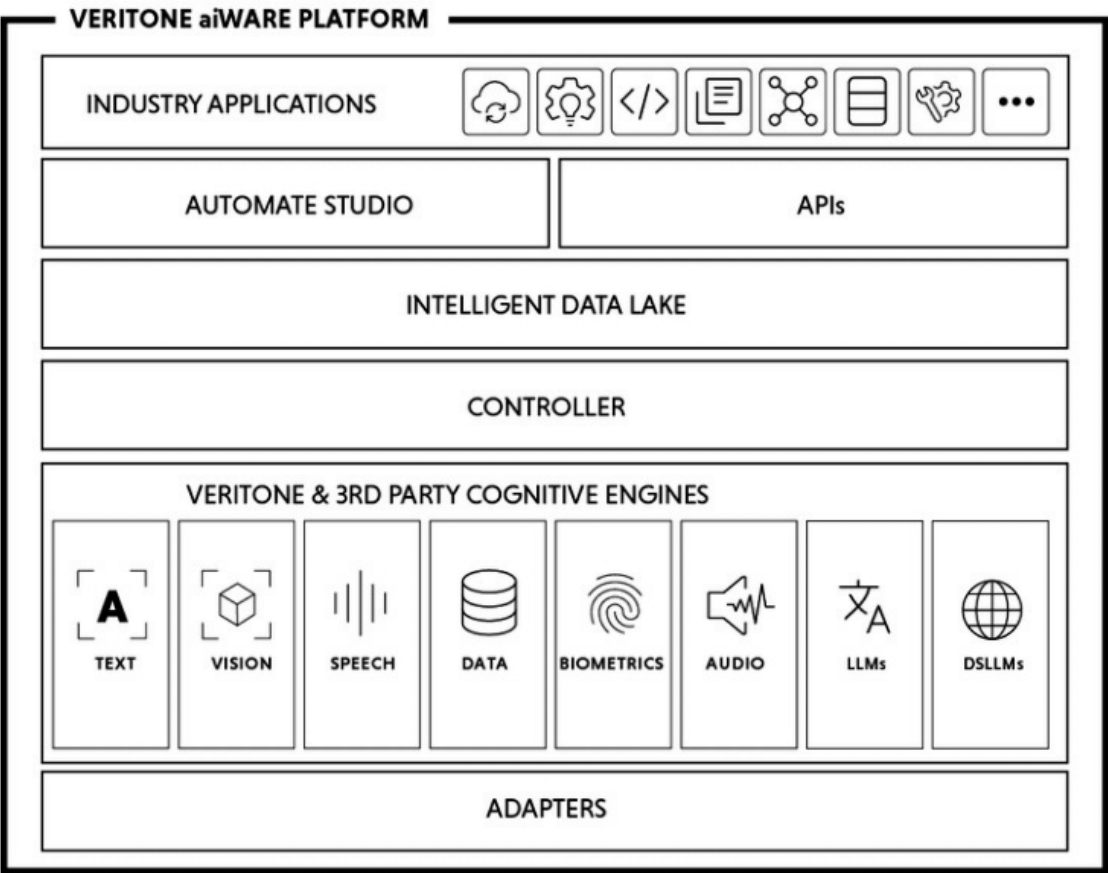 VERITONE aiWARE PLATFORM
INDUSTRY APPLICATIONS
AUTOMATE STUDIO
APIs
INTELLIGENT DATA LAKE
CONTROLLER
VERITONE & 3RD PARTY COGNITIVE ENGINES
A
TEXT
VISION
SPEECH
DATA
BIOMETRICS
AUDIO
文A
LLMs
DSLLMs
ADAPTERS